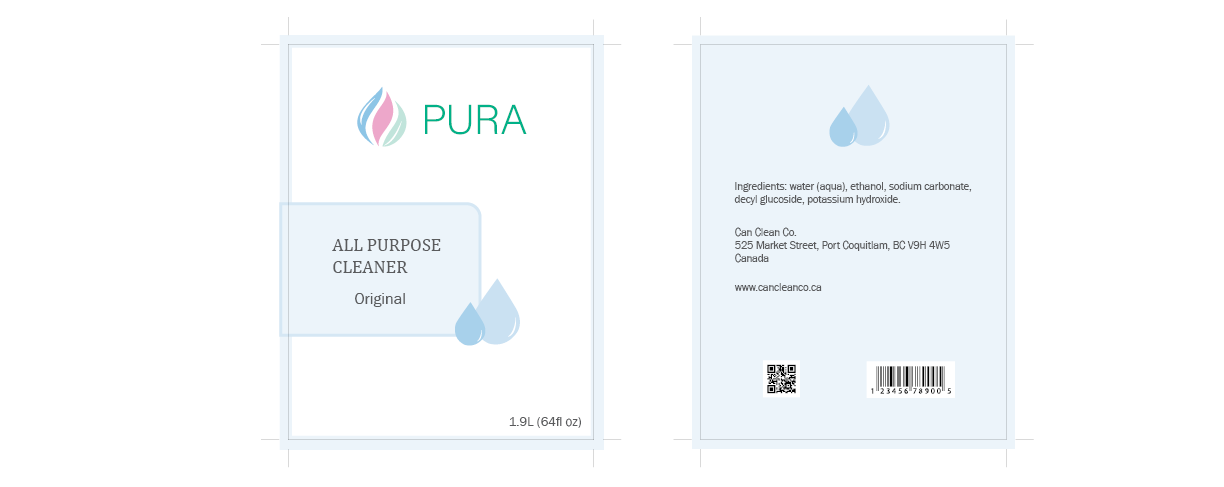 PURA
ALL PURPOSE
CLEANER
Original
1.9L (64fl oz)
Ingredients: water (aqua), ethanol, sodium carbonate,
decyl glucoside, potassium hydroxide.
Can Clean Co.
525 Market Street, Port Coquitlam, BC V9H 4W5
Canada
www.cancleanco.ca
1 23456 78900 5